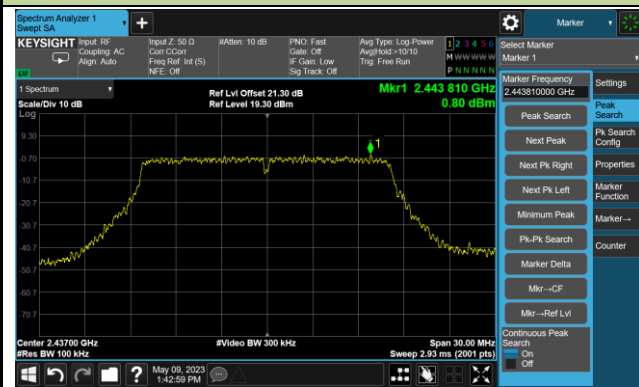 Spectrum Analyzer 1
Swept SA
+
Marker
KEYSIGHT
Input: RF
Coupling: AC
Align: Auto
Input Z: 50 Ω
Corr CCorr
Freq Ref: Int (S)
NFE: Off
#Atten: 10 dB
PNO: Fast
Gate: Off
IF Gain: Low
Sig Track: Off
Avg Type: Log-Power
Avg|Hold >10/10
Trig: Free Run
1 2 3 4 5 6
M W W W W W
P N N N N N
LXI
Select Marker
Marker 1
1 Spectrum
Scale/Div 10 dB
Log
Ref Lvl Offset 21.30 dB
Ref Level 19.30 dBm
Mkr1 2.443 810 GHz
0.80 dBm
9.30
-0.70
-10.7
-20.7
-30.7
-40.7
-50.7
-60.7
-70.7
1
Center 2.43700 GHz
#Res BW 100 kHz
#Video BW 300 kHz
Span 30.00 MHz
Sweep 2.93 ms (2001 pts)
Marker Frequency
2.443810000 GHz
Peak Search
Next Peak
Next Pk Right
Next Pk Left
Minimum Peak
Pk-Pk Search
Marker Delta
Mkr→CF
Mkr→Ref Lvl
Continuous Peak
Search
On
Off
Settings
Peak
Search
Pk Search
Config
Properties
Marker
Function
Marker→
Counter
?
May 09, 2023
1:42:59 PM